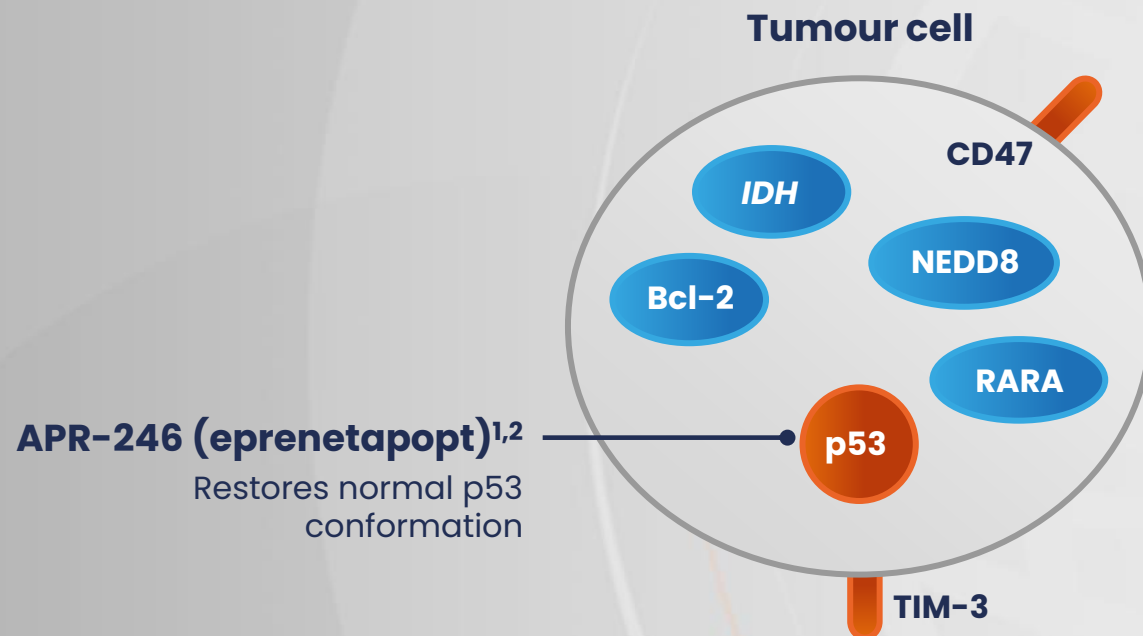 Tumour cell
CD47
IDH
NEDD8
Bcl-2
RARA
APR-246 (eprenetapopt)1,2
Restores normal p53
conformation
p53
TIM-3